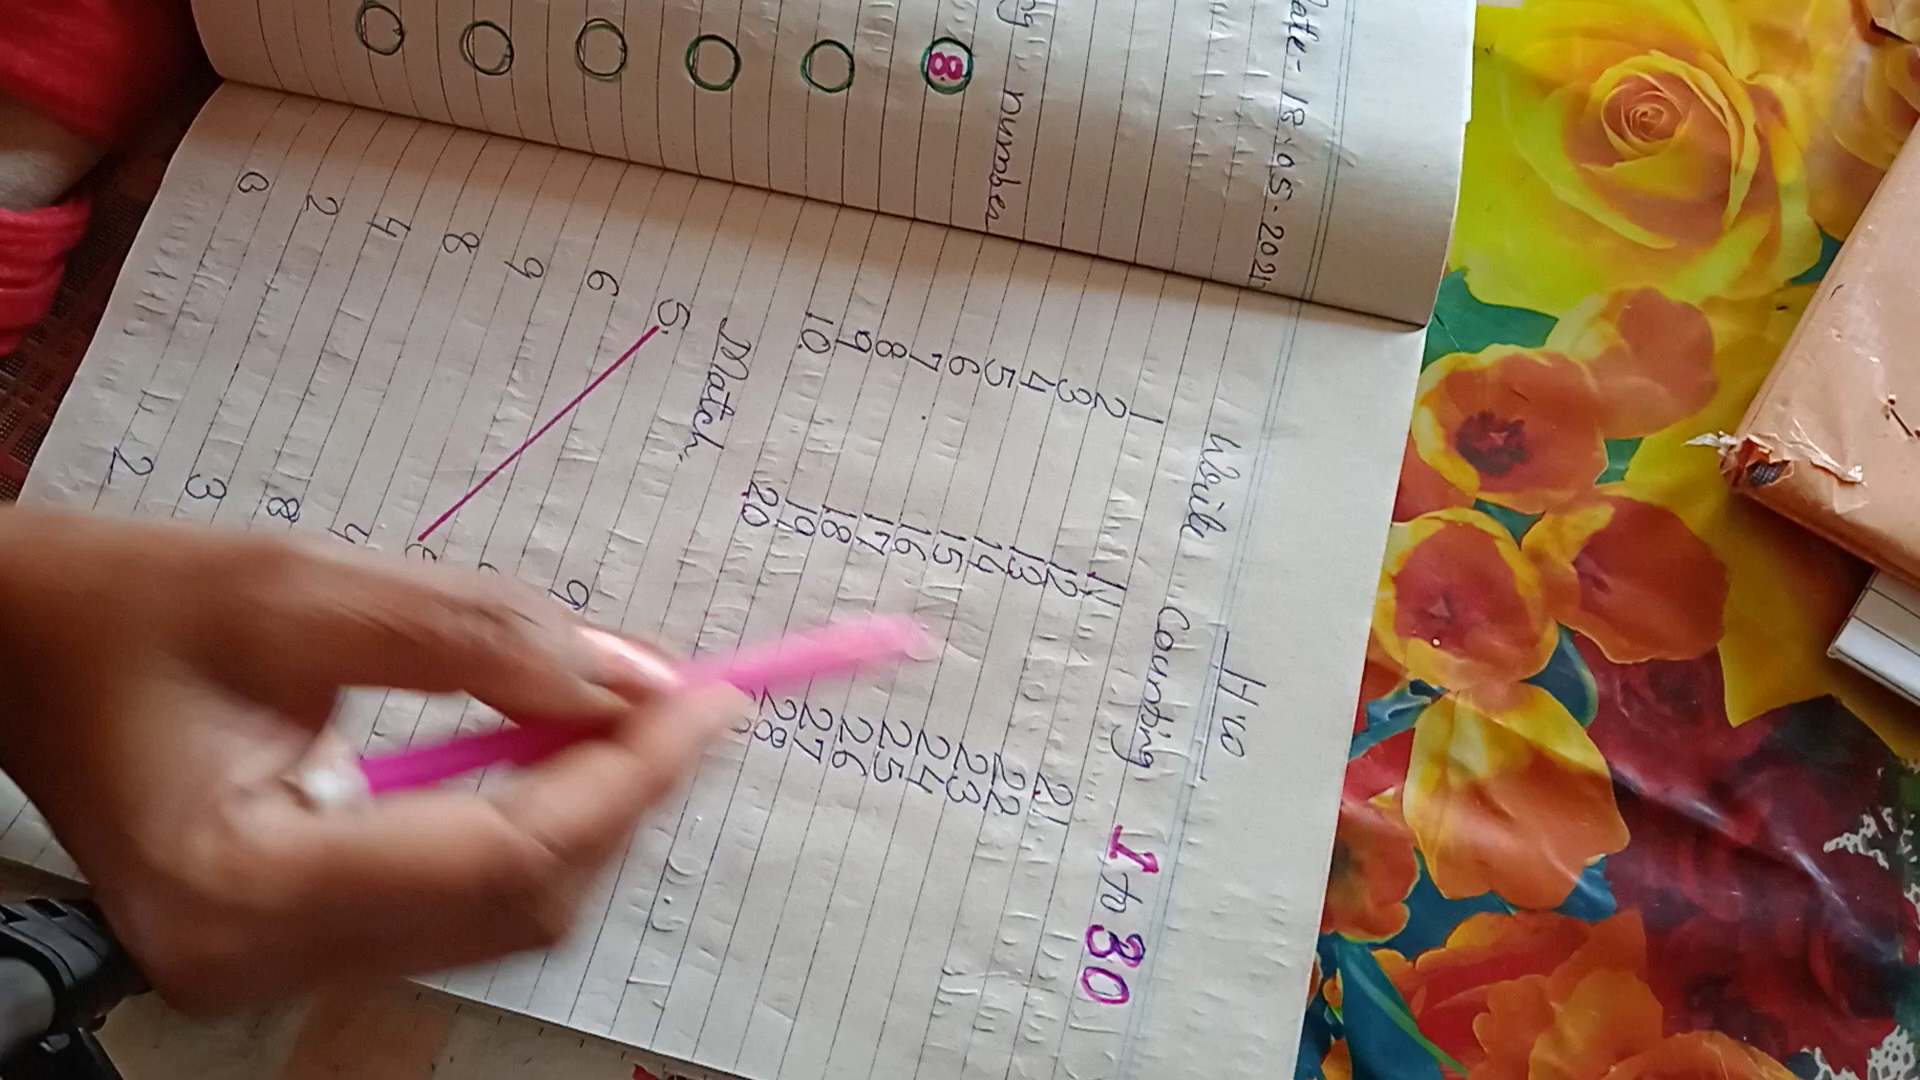 Date- 18.05.2021
numbers
8
H.W
Write Counting 1 to 30
1 11 21
2 12 22
3 13 23
4 14 24
5 15 25
6 16 26
7 17 27
8 18 28
9 19
10 20
Match
5 9
6
9
8 4
4 8
2 3
3 2